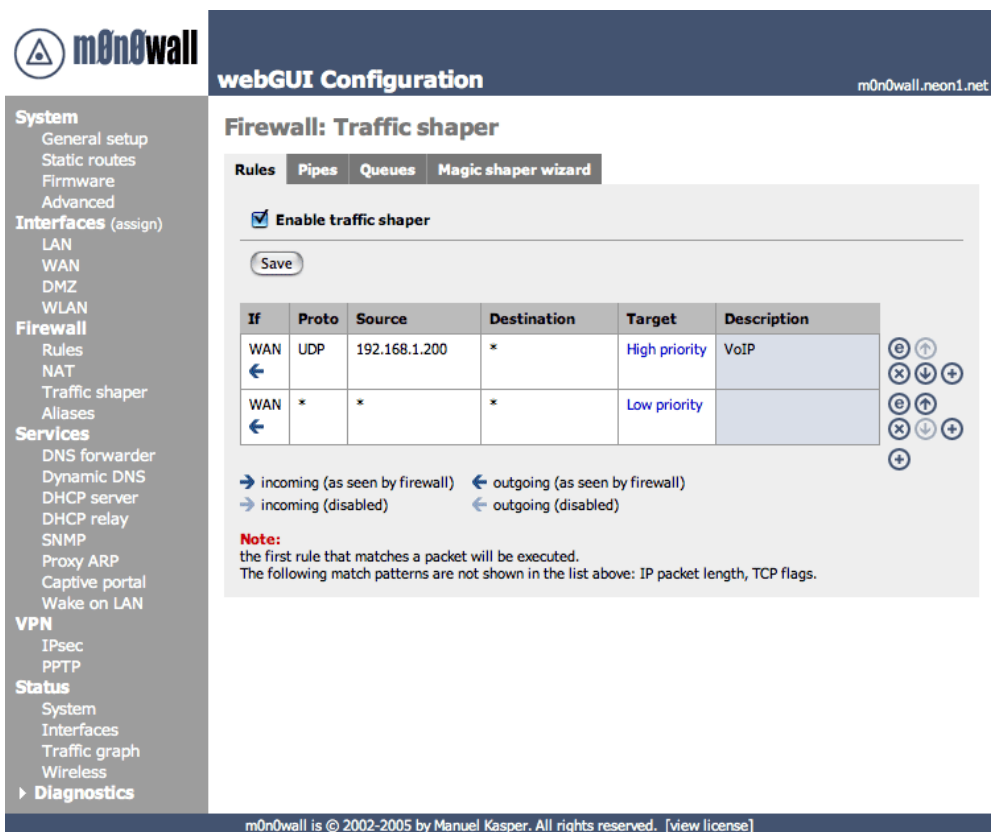 m0n0wall
webGUI Configuration
m0n0wall.neon1.net
System
General setup
Static routes
Firmware
Advanced
Interfaces (assign)
LAN
WAN
DMZ
WLAN
Firewall
Rules
NAT
Traffic shaper
Aliases
Services
DNS forwarder
Dynamic DNS
DHCP server
DHCP relay
SNMP
Proxy ARP
Captive portal
Wake on LAN
VPN
IPsec
PPTP
Status
System
Interfaces
Traffic graph
Wireless
Diagnostics
Firewall: Traffic shaper
Rules Pipes Queues Magic shaper wizard
Enable traffic shaper
Save
If Proto Source Destination Target Description
WAN UDP 192.168.1.200 * High priority VoIP
WAN * * * Low priority
incoming (as seen by firewall) outgoing (as seen by firewall)
incoming (disabled) outgoing (disabled)
Note:
the first rule that matches a packet will be executed.
The following match patterns are not shown in the list above: IP packet length, TCP flags.
m0n0wall is © 2002-2005 by Manuel Kasper. All rights reserved. [view license]